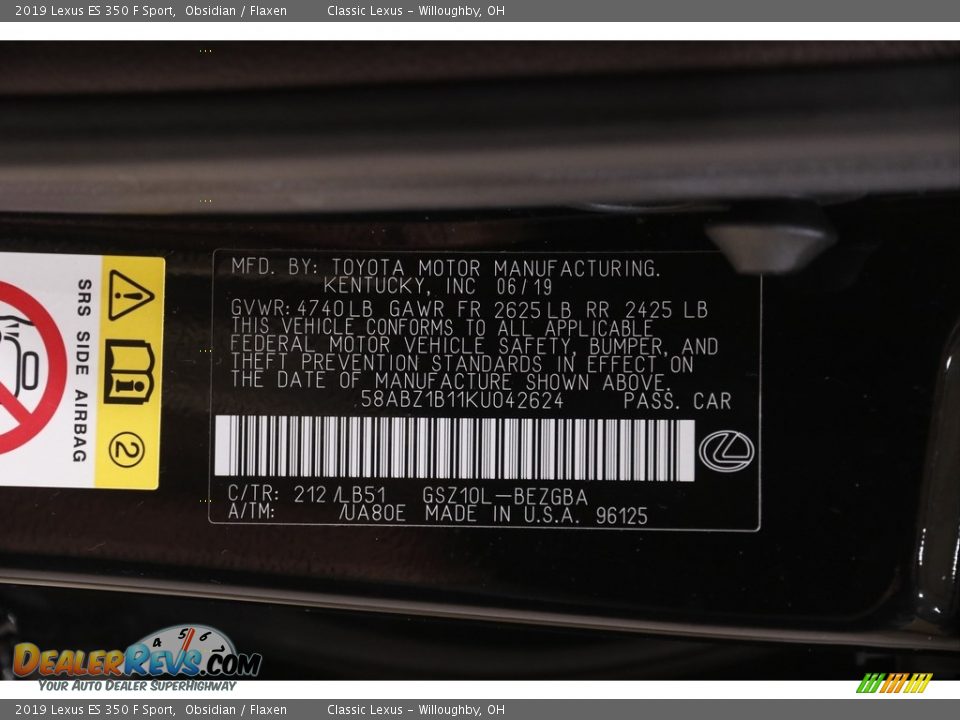 2019 Lexus ES 350 F Sport, Obsidian / Flaxen Classic Lexus - Willoughby, OH
MFD. BY: TOYOTA MOTOR MANUFACTURING.
KENTUCKY, INC 06/19
GVWR: 4740 LB GAWR FR 2625 LB RR 2425 LB
THIS VEHICLE CONFORMS TO ALL APPLICABLE
FEDERAL MOTOR VEHICLE SAFETY, BUMPER, AND
THEFT PREVENTION STANDARDS IN EFFECT ON
THE DATE OF MANUFACTURE SHOWN ABOVE.
58ABZ1B11KU042624 PASS. CAR
C/TR: 212 /LB51 GSZ10L-BEZGBA
A/TM: /UA80E MADE IN U.S.A. 96125
SRS SIDE AIRBAG
2
4 5 6
DEALERREVS.COM
YOUR AUTO DEALER SUPERHIGHWAY
2019 Lexus ES 350 F Sport, Obsidian / Flaxen Classic Lexus - Willoughby, OH